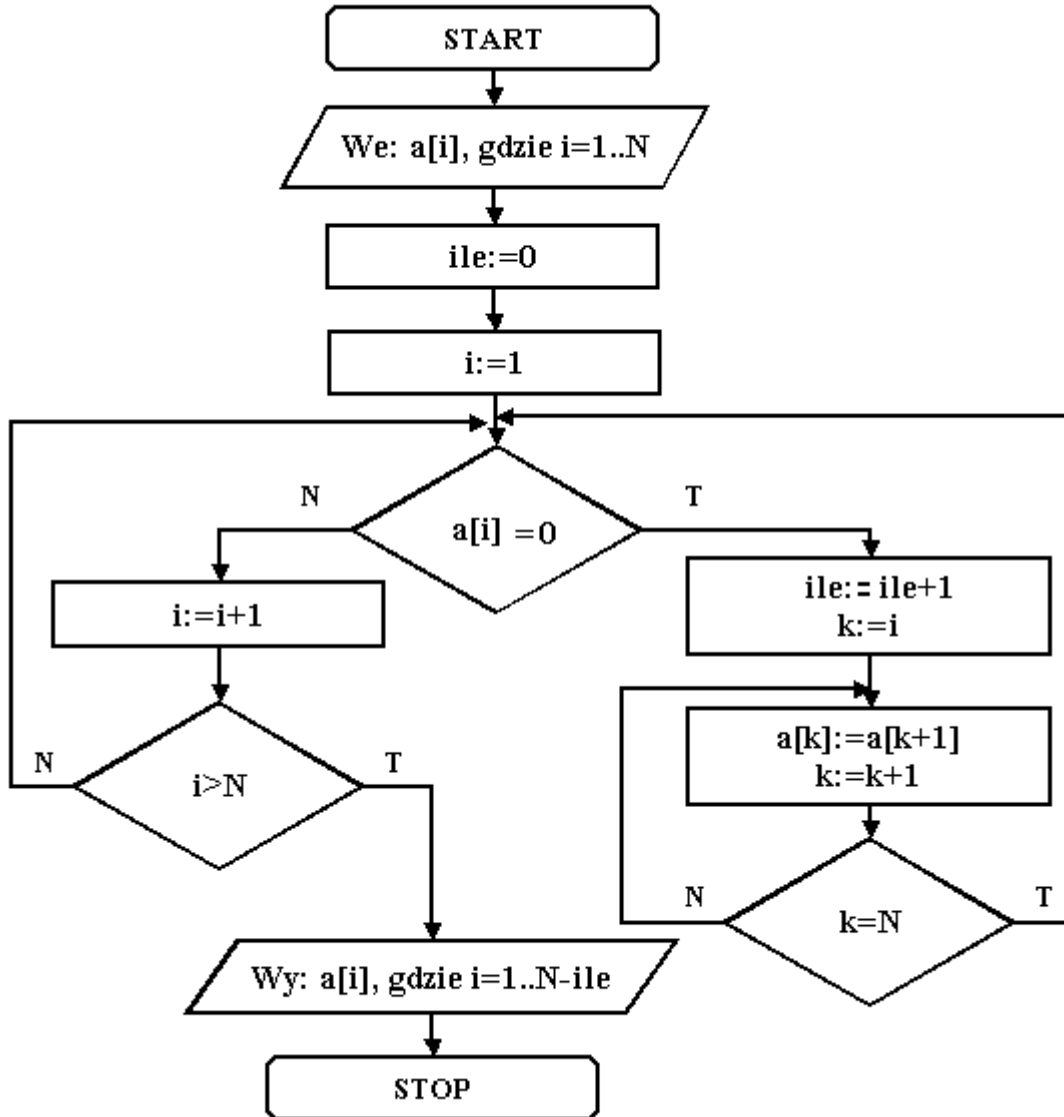 START
We: a[i], gdzie i=1..N
ile:=0
i:=1
N
T
a[i] =0
i:=i+1
ile:= ile+1
k:=i
N
T
i>N
a[k]:=a[k+1]
k:=k+1
N
T
k=N
Wy: a[i], gdzie i=1..N-ile
STOP